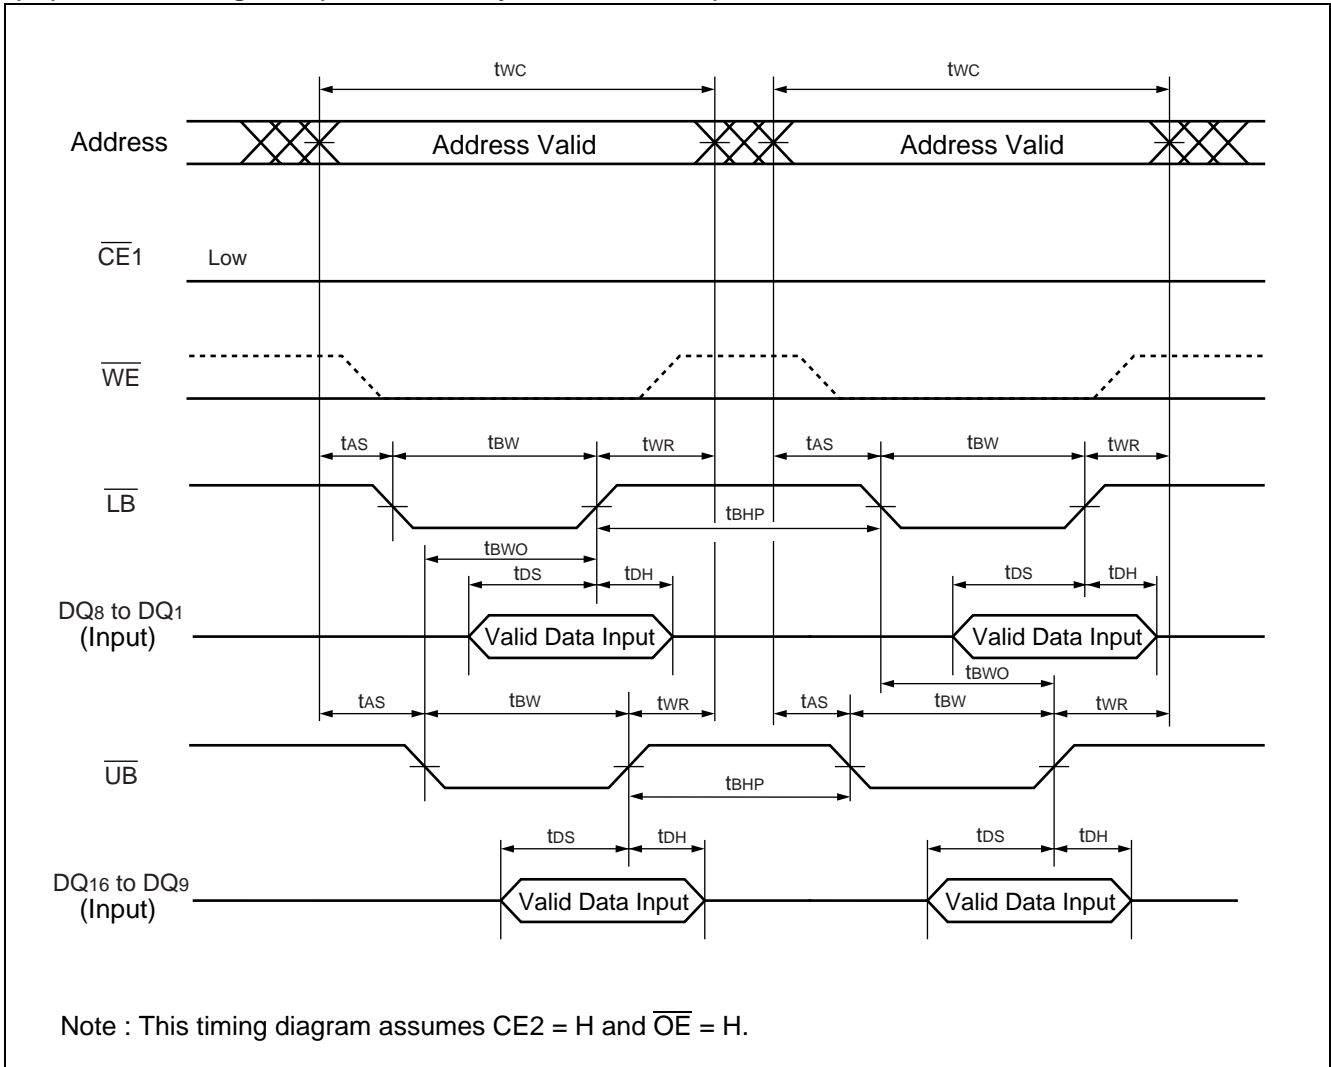 tWC tWC
Address Address Valid Address Valid
CE1 Low
WE
tAS tBW tWR tAS tBW tWR
LB
tBHP
tBWO
tDS tDH tDS tDH
DQ8 to DQ1
(Input) Valid Data Input Valid Data Input
tBWO
tAS tBW tWR tAS tBW tWR
UB
tBHP
tDS tDH tDS tDH
DQ16 to DQ9
(Input) Valid Data Input Valid Data Input
Note : This timing diagram assumes CE2 = H and OE = H.